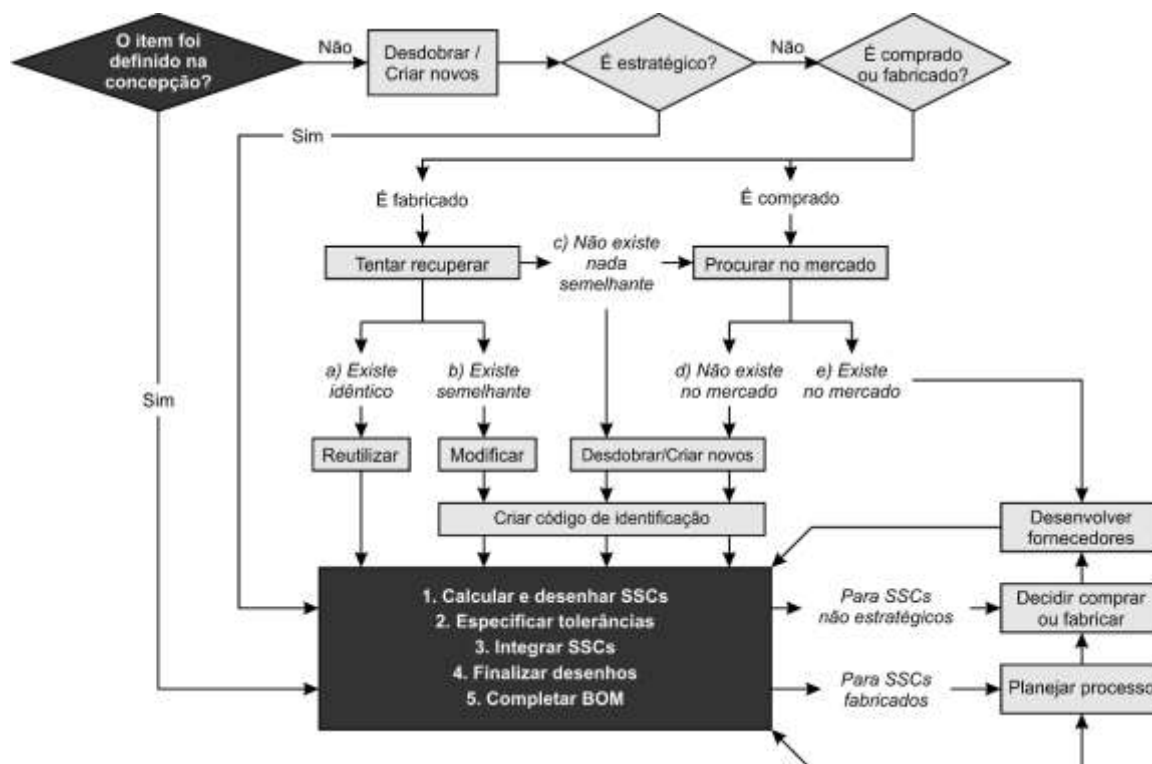 O item foi
definido na
concepção?
Não
Desdobrar /
Criar novos
É estratégico?
Não
É comprado
ou fabricado?
Sim
É fabricado
É comprado
Tentar recuperar
c) Não existe
nada
semelhante
Procurar no mercado
a) Existe
idêntico
b) Existe
semelhante
d) Não existe
no mercado
e) Existe
no mercado
Sim
Reutilizar
Modificar
Desdobrar/Criar novos
Criar código de identificação
Desenvolver
fornecedores
1. Calcular e desenhar SSCs
2. Especificar tolerâncias
3. Integrar SSCs
4. Finalizar desenhos
5. Completar BOM
Para SSCs
não estratégicos
Decidir comprar
ou fabricar
Para SSCs
fabricados
Planejar processo